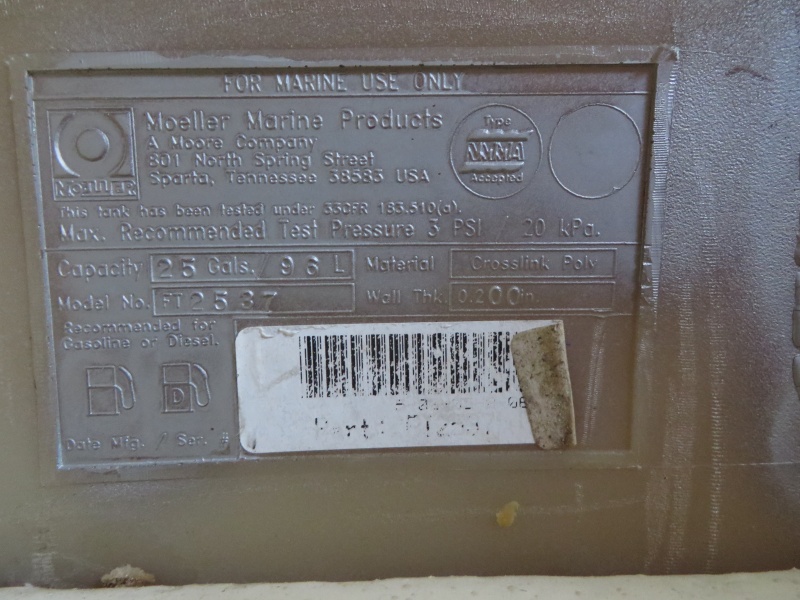 FOR MARINE USE ONLY
MOELLER
Moeller Marine Products
A Moore Company
801 North Spring Street
Sparta, Tennessee 38583 USA
Type
NMMA
Accepted
This tank has been tested under 33CFR 183.510(a).
Max. Recommended Test Pressure 3 PSI / 20 kPa.
Capacity 25 Gals. / 96 L Material Crosslink Poly
Model No. FT2537 Wall Thk. 0.200in.
Recommended for
Gasoline or Diesel.
D
Date Mfg. / Ser. #